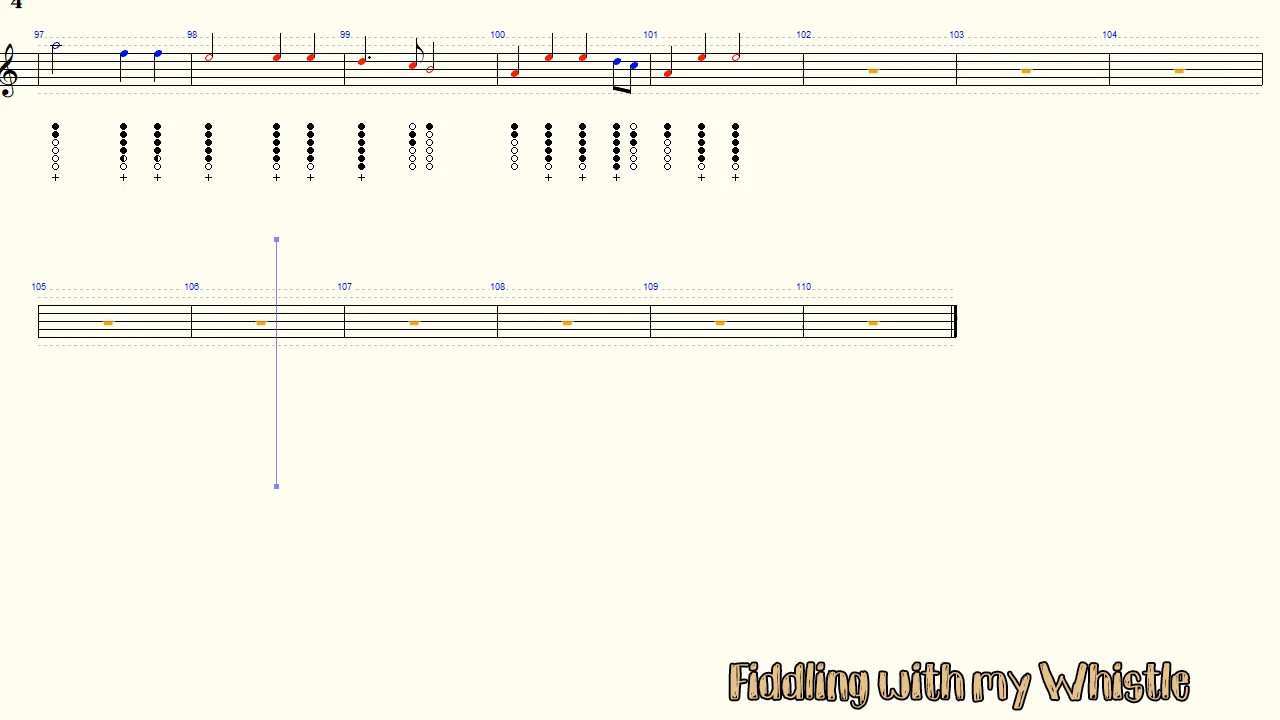 4
97 98 99 100 101 102 103 104
+ + + + + + + + + + + +
105 106 107 108 109 110
Fiddling with my Whistle